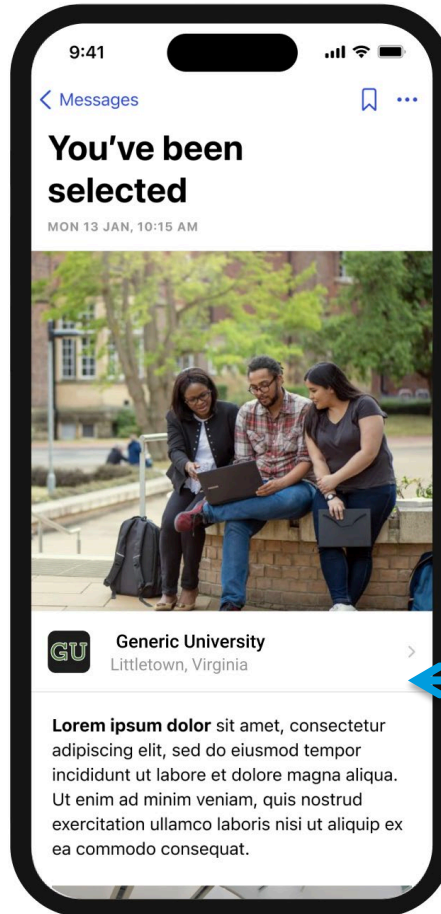 9:41
Messages
You’ve been
selected
MON 13 JAN, 10:15 AM
GU
Generic University
Littletown, Virginia
Lorem ipsum dolor sit amet, consectetur
adipiscing elit, sed do eiusmod tempor
incididunt ut labore et dolore magna aliqua.
Ut enim ad minim veniam, quis nostrud
exercitation ullamco laboris nisi ut aliquip ex
ea commodo consequat.